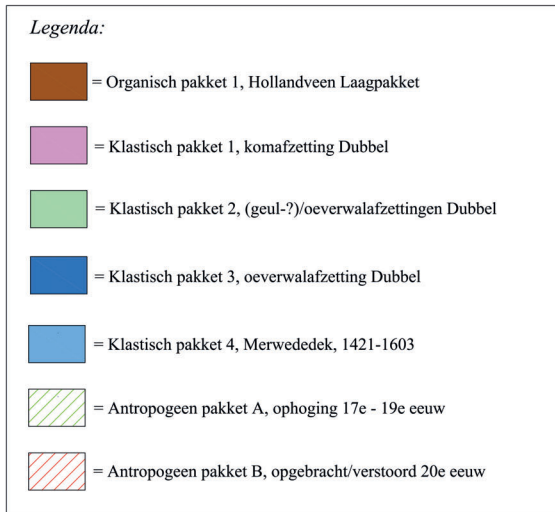 Legenda:
= Organisch pakket 1, Hollandveen Laagpakket
= Klastisch pakket 1, komafzetting Dubbel
= Klastisch pakket 2, (geul-?)/oeverwalafzettingen Dubbel
= Klastisch pakket 3, oeverwalafzetting Dubbel
= Klastisch pakket 4, Merwededek, 1421-1603
= Antropogeen pakket A, ophoging 17e - 19e eeuw
= Antropogeen pakket B, opgebracht/verstoord 20e eeuw